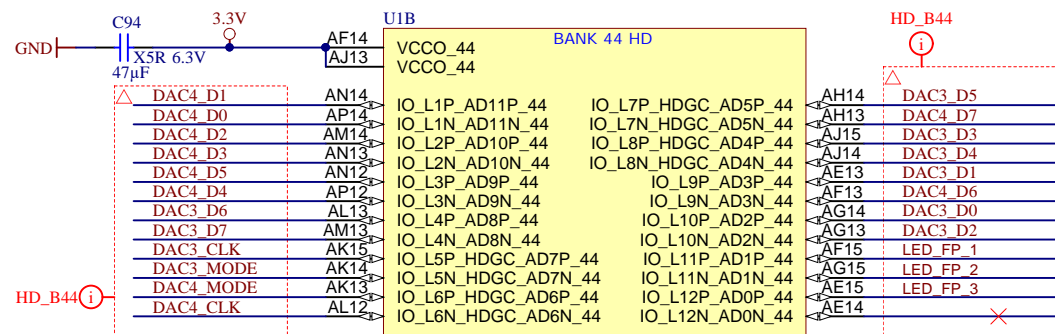 C94
3.3V
U1B
HD_B44
GND
AF14
VCCO_44
BANK 44 HD
i
X5R 6.3V
AJ13
VCCO_44
47µF
DAC4_D1 AN14 IO_L1P_AD11P_44 IO_L7P_HDGC_AD5P_44 AH14 DAC3_D5
DAC4_D0 AP14 IO_L1N_AD11N_44 IO_L7N_HDGC_AD5N_44 AH13 DAC4_D7
DAC4_D2 AM14 IO_L2P_AD10P_44 IO_L8P_HDGC_AD4P_44 AJ15 DAC3_D3
DAC4_D3 AN13 IO_L2N_AD10N_44 IO_L8N_HDGC_AD4N_44 AJ14 DAC3_D4
DAC4_D5 AN12 IO_L3P_AD9P_44 IO_L9P_AD3P_44 AE13 DAC3_D1
DAC4_D4 AP12 IO_L3N_AD9N_44 IO_L9N_AD3N_44 AF13 DAC4_D6
DAC3_D6 AL13 IO_L4P_AD8P_44 IO_L10P_AD2P_44 AG14 DAC3_D0
DAC3_D7 AM13 IO_L4N_AD8N_44 IO_L10N_AD2N_44 AG13 DAC3_D2
DAC3_CLK AK15 IO_L5P_HDGC_AD7P_44 IO_L11P_AD1P_44 AF15 LED_FP_1
DAC3_MODE AK14 IO_L5N_HDGC_AD7N_44 IO_L11N_AD1N_44 AG15 LED_FP_2
HD_B44 i DAC4_MODE AK13 IO_L6P_HDGC_AD6P_44 IO_L12P_AD0P_44 AE15 LED_FP_3
DAC4_CLK AL12 IO_L6N_HDGC_AD6N_44 IO_L12N_AD0N_44 AE14